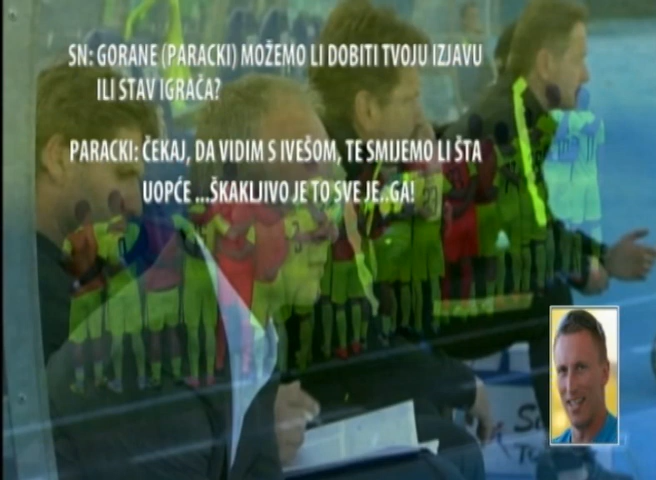 SN: GORANE (PARACKI) MOŽEMO LI DOBITI TVOJU IZJAVU
ILI STAV IGRAČA?
PARACKI: ČEKAJ, DA VIDIM S IVEŠOM, TE SMIJEMO LI ŠTA
UOPĆE ...ŠKAKLJIVO JE TO SVE JE..GA!